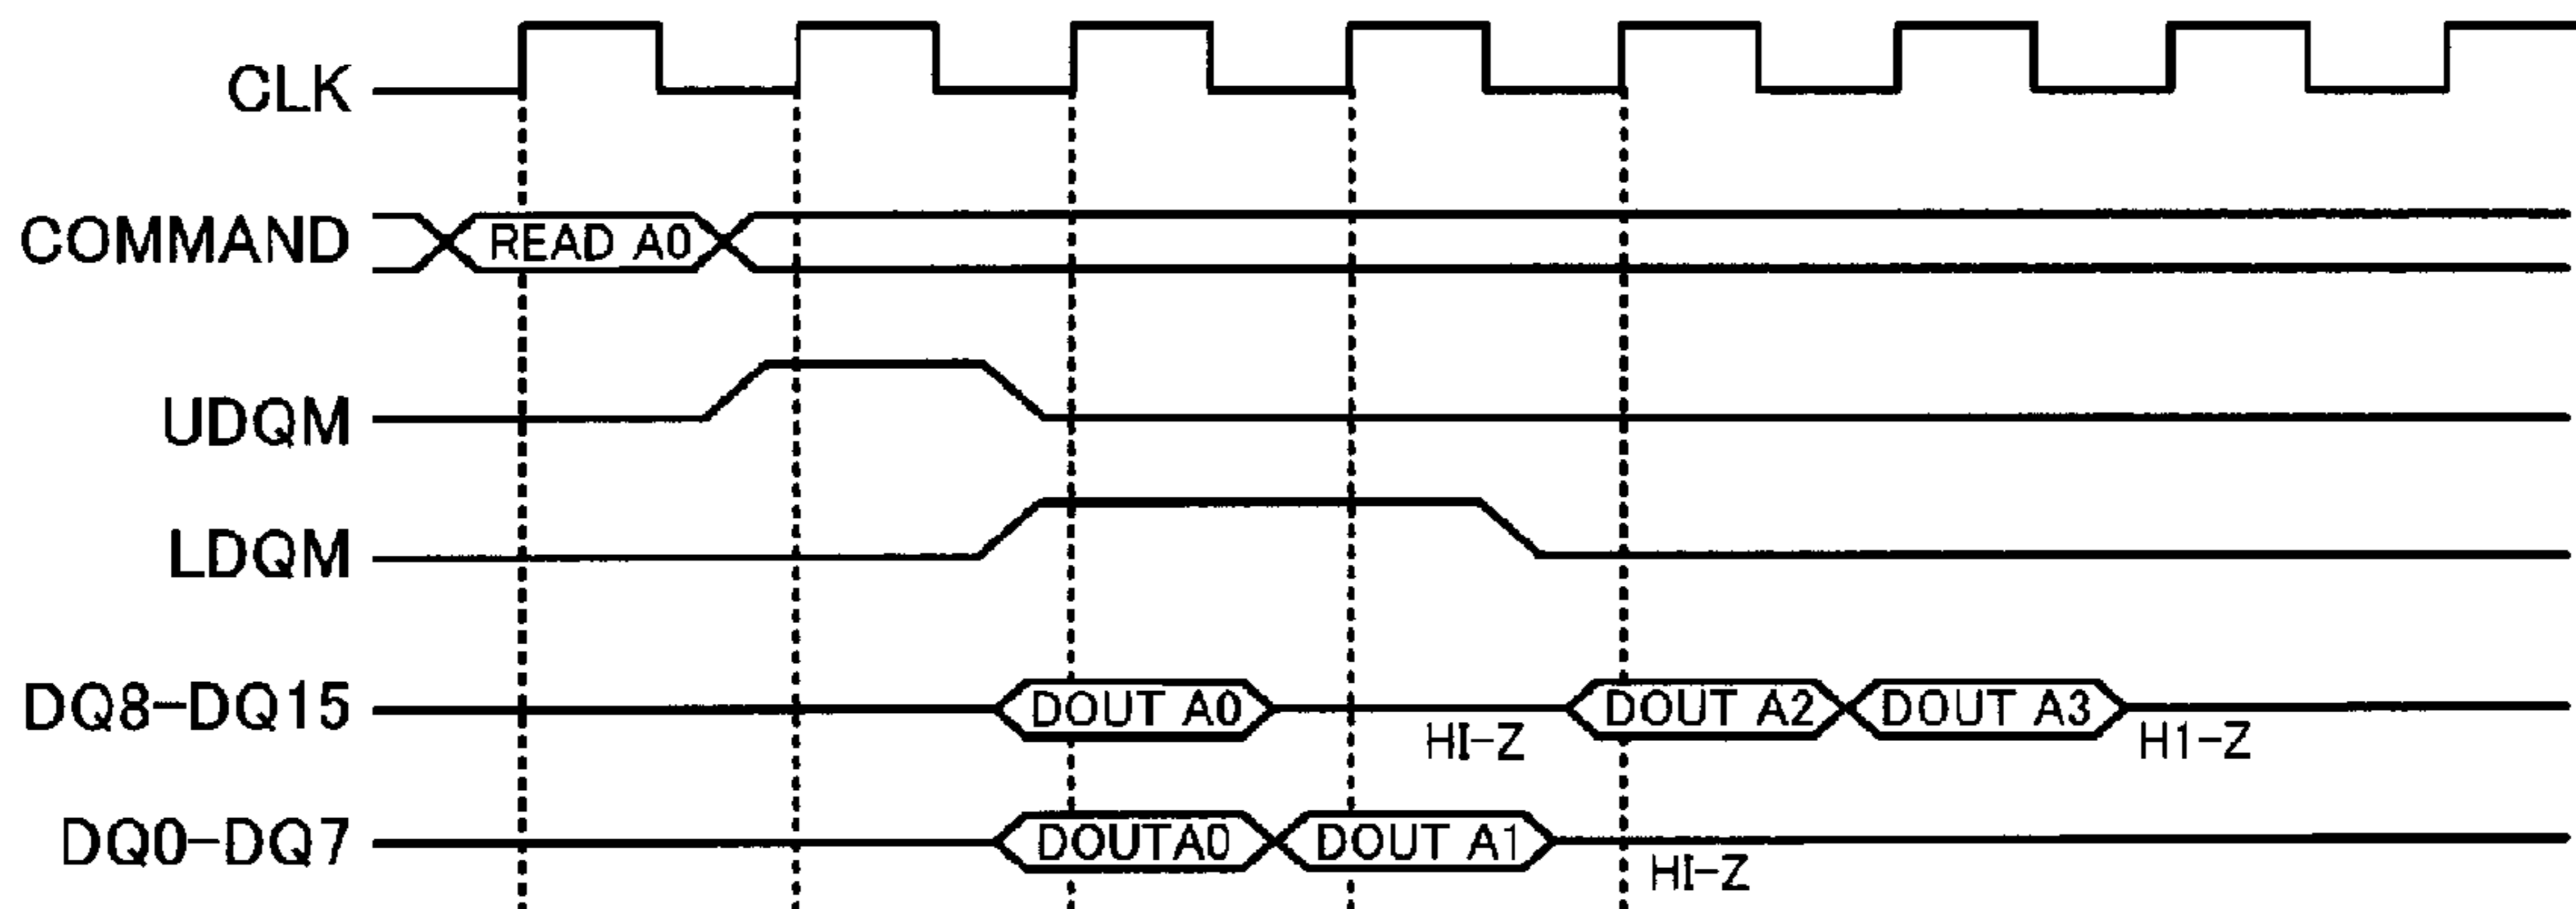 CLK
COMMAND READ A0
UDQM
LDQM
DQ8-DQ15 DOUT A0 HI-Z DOUT A2 DOUT A3 H1-Z
DQ0-DQ7 DOUTA0 DOUT A1 HI-Z